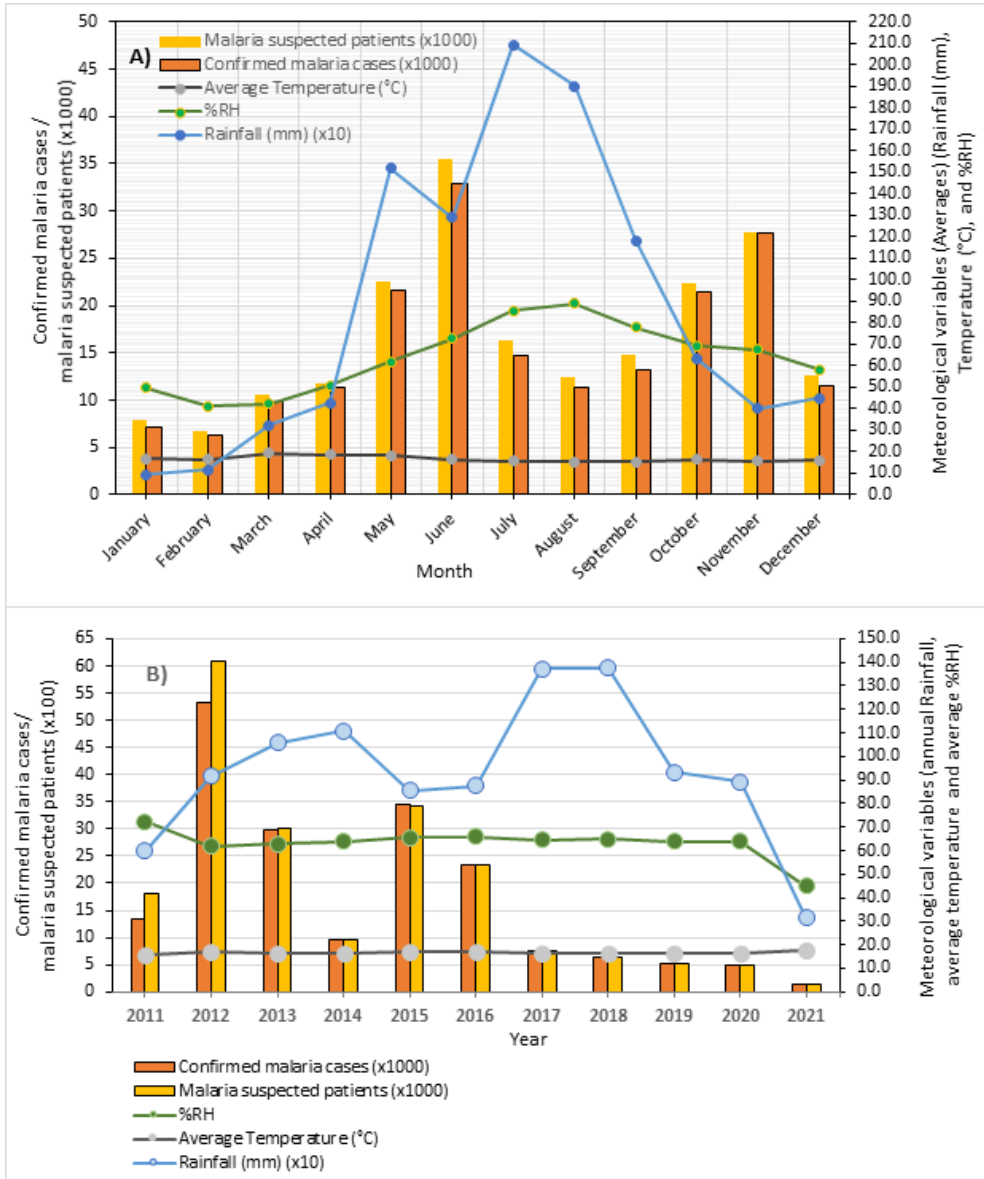 A)
Malaria suspected patients (x1000)
Confirmed malaria cases (x1000)
Average Temperature (°C)
%RH
Rainfall (mm) (x10)
Confirmed malaria cases/
malaria suspected patients (x1000)
50
45
40
35
30
25
20
15
10
5
0
220.0
210.0
200.0
190.0
180.0
170.0
160.0
150.0
140.0
130.0
120.0
110.0
100.0
90.0
80.0
70.0
60.0
50.0
40.0
30.0
20.0
10.0
0.0
Meteorological variables (Averages) (Rainfall (mm),
Temperature (°C), and %RH)
January
February
March
April
May
June
July
August
September
October
November
December
Month
B)
Confirmed malaria cases/
malaria suspected patients (x100)
65
60
55
50
45
40
35
30
25
20
15
10
5
0
150.0
140.0
130.0
120.0
110.0
100.0
90.0
80.0
70.0
60.0
50.0
40.0
30.0
20.0
10.0
0.0
Meteorological variables (annual Rainfall,
average temperature and average %RH)
2011 2012 2013 2014 2015 2016 2017 2018 2019 2020 2021
Year
Confirmed malaria cases (x1000)
Malaria suspected patients (x1000)
%RH
Average Temperature (°C)
Rainfall (mm) (x10)